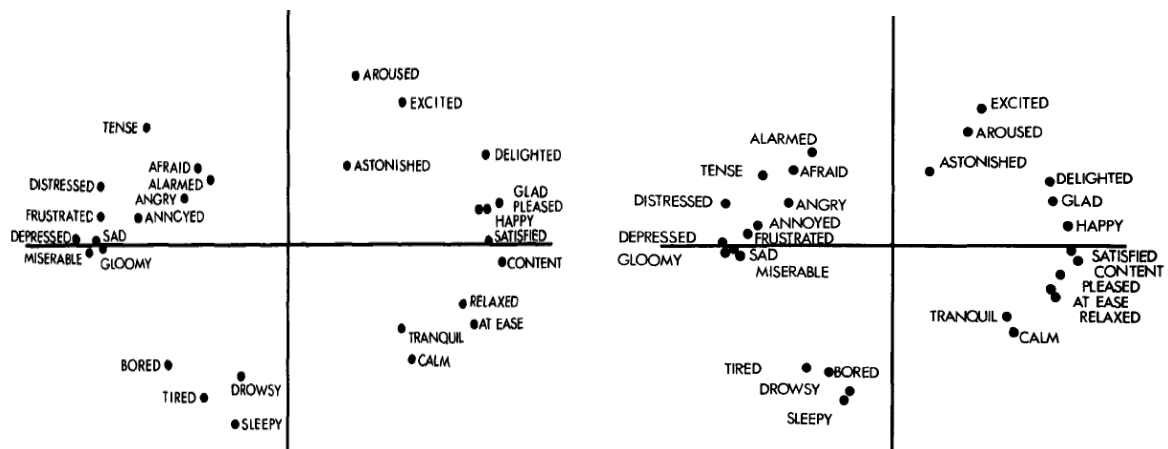 AROUSED
EXCITED
TENSE
AFRAID
ALARMED
ANGRY
DISTRESSED
FRUSTRATED
ANNCYED
DEPRESSED
SAD
MISERABLE
GLOOMY
ASTONISHED
DELIGHTED
GLAD
PLEASED
HAPPY
SATISFIED
CONTENT
RELAXED
AT EASE
TRANQUIL
CALM
BORED
TIRED
DROWSY
SLEEPY
EXCITED
AROUSED
ALARMED
TENSE
AFRAID
ASTONISHED
DISTRESSED
ANGRY
DELIGHTED
GLAD
ANNOYED
HAPPY
DEPRESSED
FRUSTRATED
GLOOMY
SAD
MISERABLE
SATISFIED
CONTENT
PLEASED
AT EASE
RELAXED
TRANQUIL
CALM
TIRED
BORED
DROWSY
SLEEPY